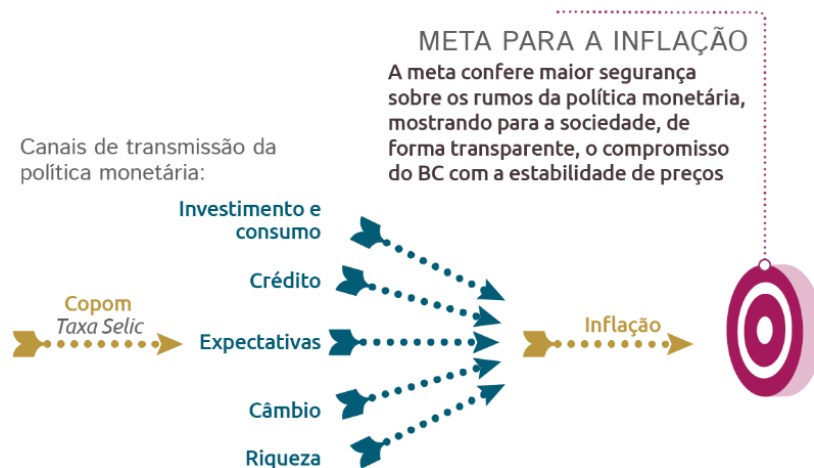 META PARA A INFLAÇÃO
A meta confere maior segurança
sobre os rumos da política monetária,
mostrando para a sociedade, de
forma transparente, o compromisso
do BC com a estabilidade de preços
Canais de transmissão da
política monetária:
Copom
Taxa Selic
Investimento e
consumo
Crédito
Expectativas
Câmbio
Riqueza
Inflação